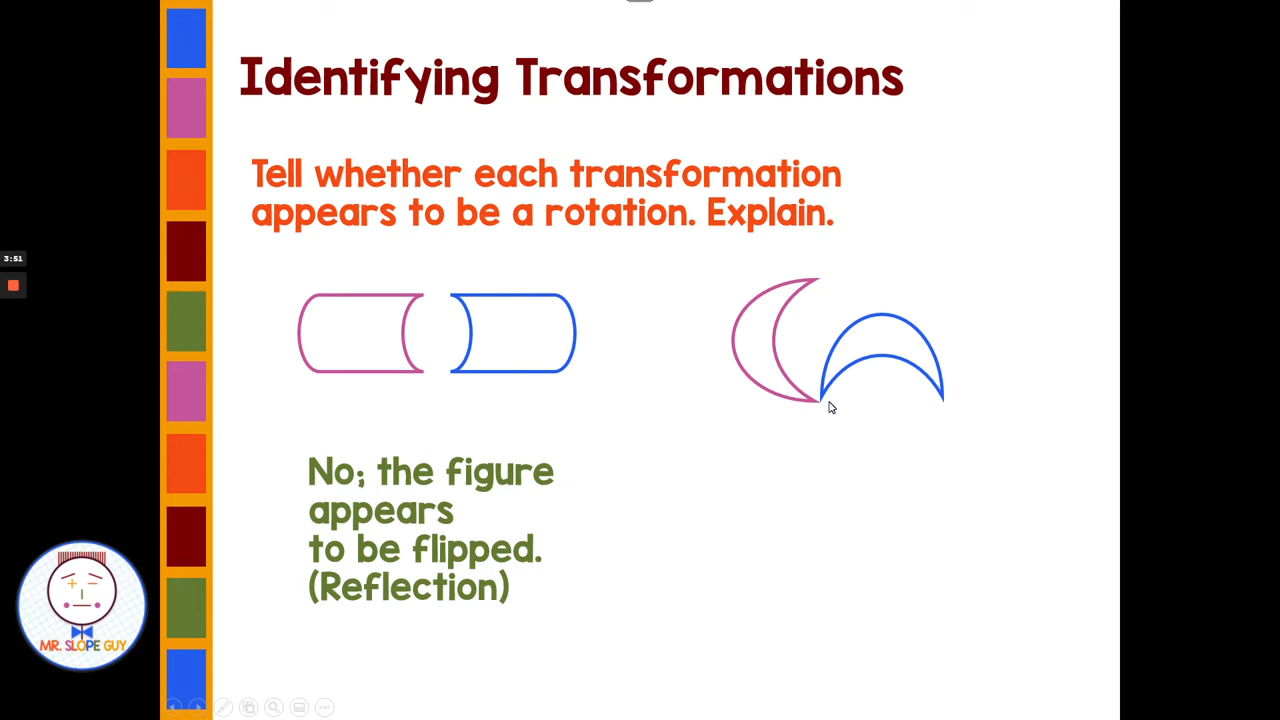 Identifying Transformations
Tell whether each transformation
appears to be a rotation. Explain.
3:51
No; the figure
appears
to be flipped.
(Reflection)
MR. SLOPE GUY